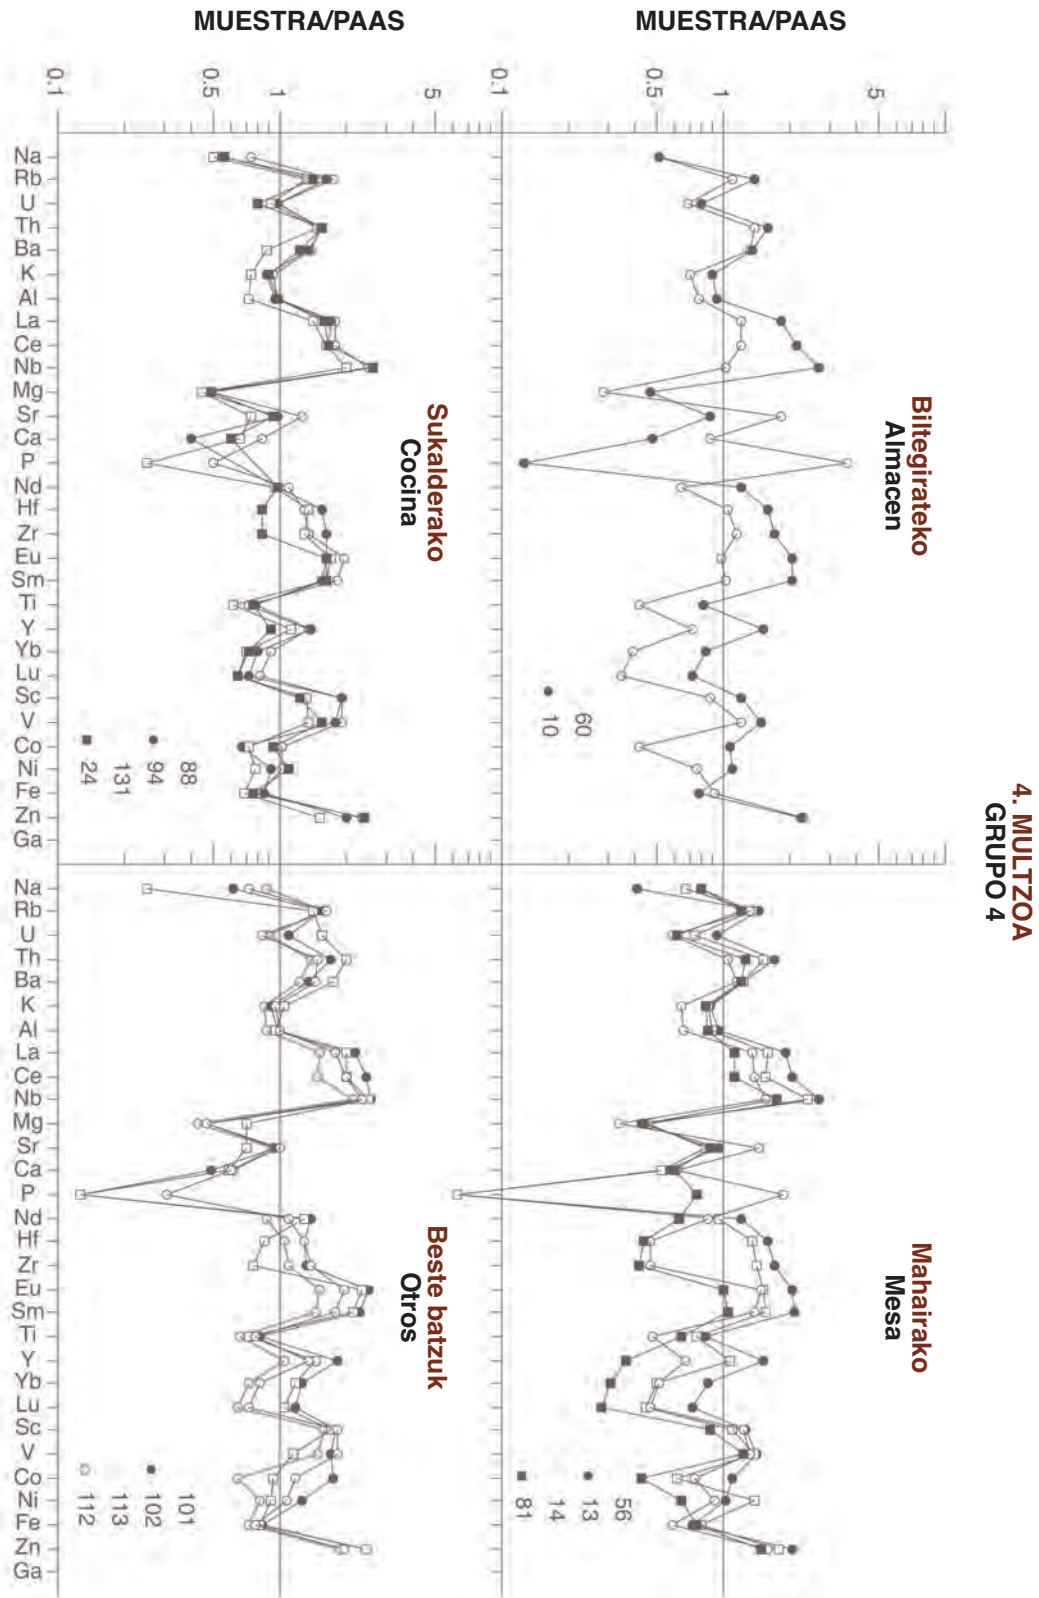 4. MULTZOA
GRUPO 4
MUESTRA/PAAS
0.1
0.5
1
5
Biltegirateko
Almacen
60
10
Mahairako
Mesa
56
13
14
81
MUESTRA/PAAS
0.1
0.5
1
5
Sukalderako
Cocina
88
94
131
24
Beste batzuk
Otros
101
102
113
112
Na
Rb
U
Th
Ba
K
Al
La
Ce
Nb
Mg
Sr
Ca
P
Nd
Hf
Zr
Eu
Sm
Ti
Y
Yb
Lu
Sc
V
Co
Ni
Fe
Zn
Ga
Na
Rb
U
Th
Ba
K
Al
La
Ce
Nb
Mg
Sr
Ca
P
Nd
Hf
Zr
Eu
Sm
Ti
Y
Yb
Lu
Sc
V
Co
Ni
Fe
Zn
Ga